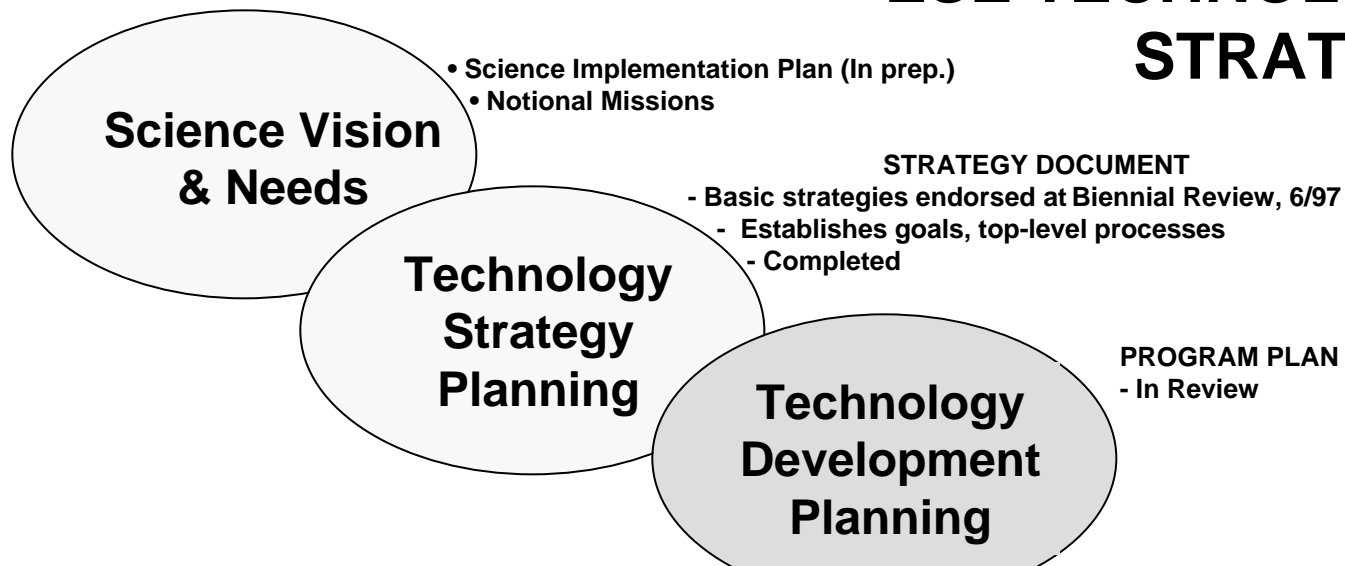 STRAT
• Science Implementation Plan (In prep.)
• Notional Missions
Science Vision
& Needs
STRATEGY DOCUMENT
- Basic strategies endorsed at Biennial Review, 6/97
- Establishes goals, top-level processes
- Completed
Technology
Strategy
Planning
PROGRAM PLAN
- In Review
Technology
Development
Planning